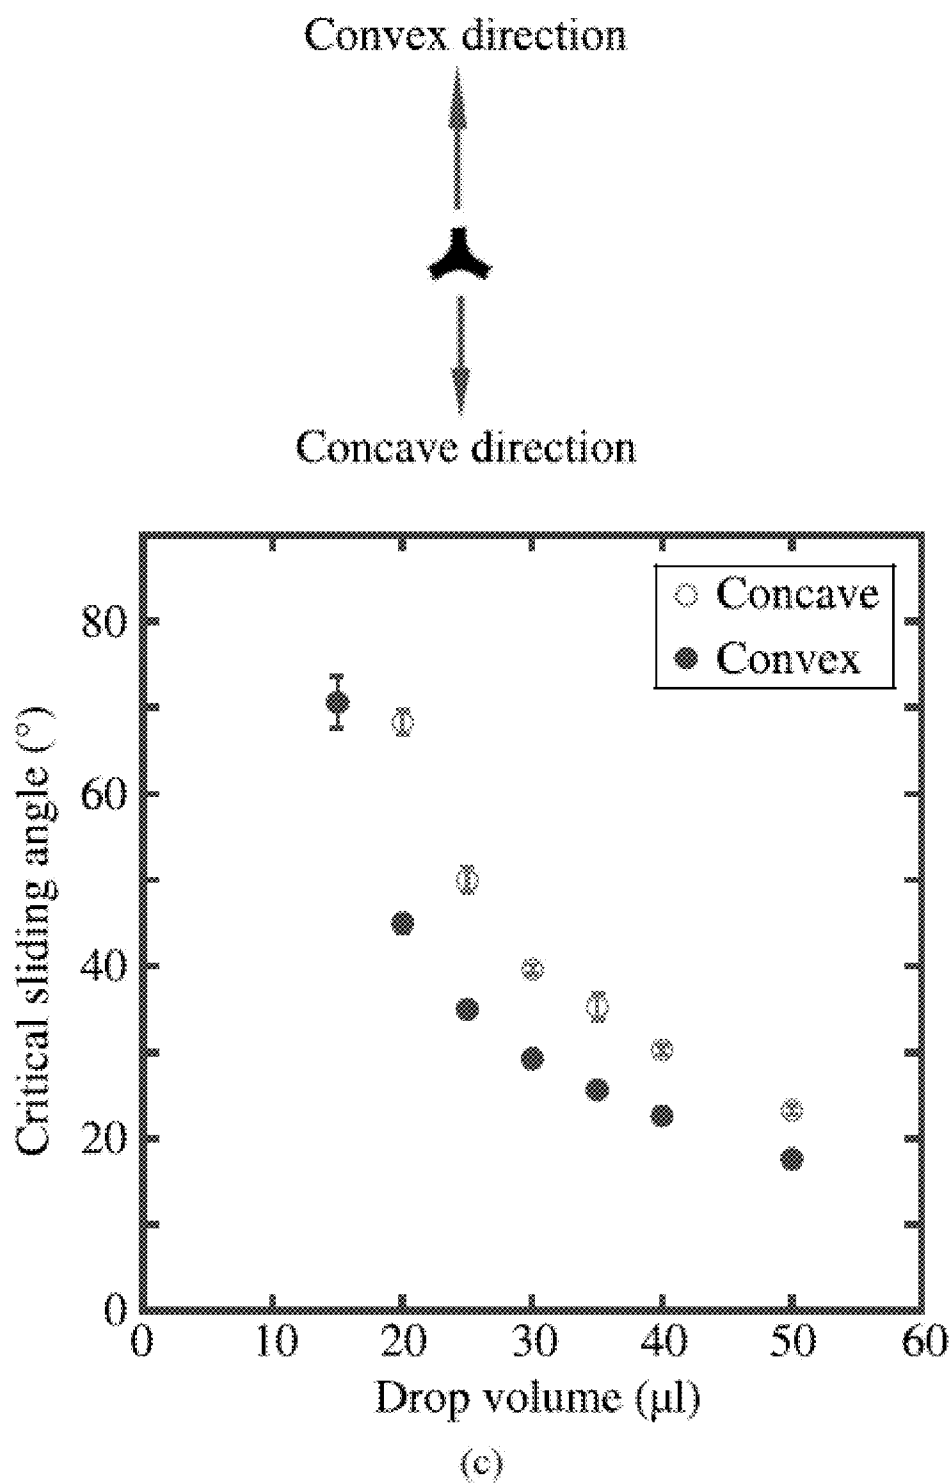 Convex direction
Concave direction
Concave
Convex
80
60
40
20
0
0 10 20 30 40 50 60
Critical sliding angle (°)
Drop volume (μl)
(c)